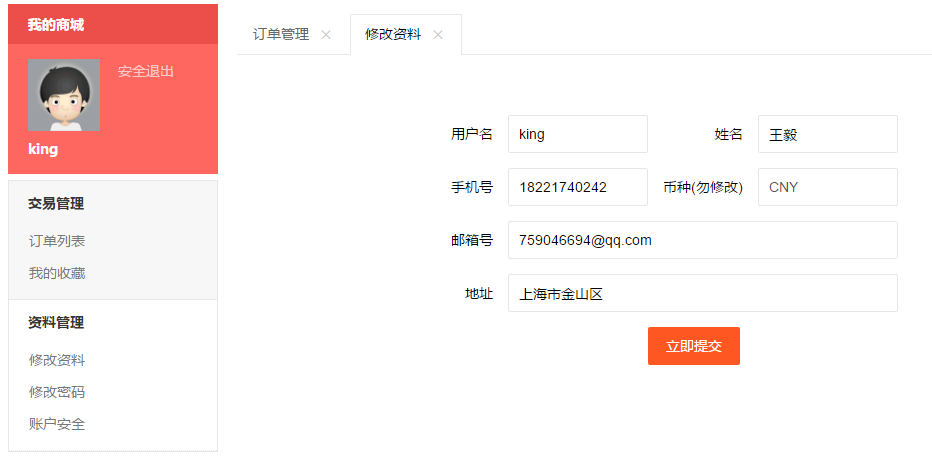 我的商城
安全退出
king
交易管理
订单列表
我的收藏
资料管理
修改资料
修改密码
账户安全
订单管理 ×
修改资料 ×
用户名 king 姓名 王毅
手机号 18221740242 币种(勿修改) CNY
邮箱号 759046694@qq.com
地址 上海市金山区
立即提交